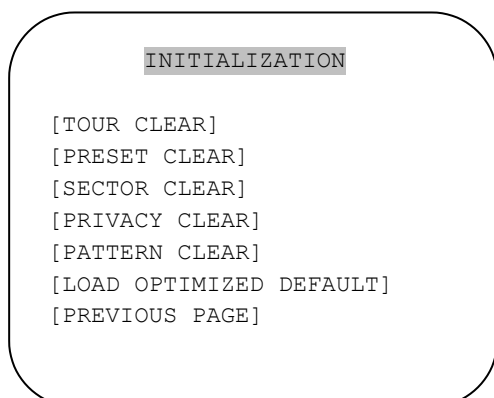 INITIALIZATION
[TOUR CLEAR]
[PRESET CLEAR]
[SECTOR CLEAR]
[PRIVACY CLEAR]
[PATTERN CLEAR]
[LOAD OPTIMIZED DEFAULT]
[PREVIOUS PAGE]